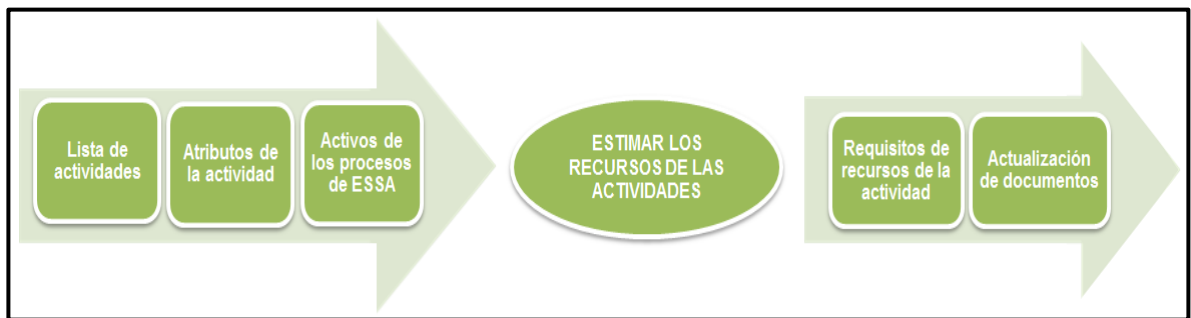 Lista de
actividades
Atributos de
la actividad
Activos de
los procesos
de ESSA
ESTIMAR LOS
RECURSOS DE LAS
ACTIVIDADES
Requisitos de
recursos de la
actividad
Actualización
de documentos